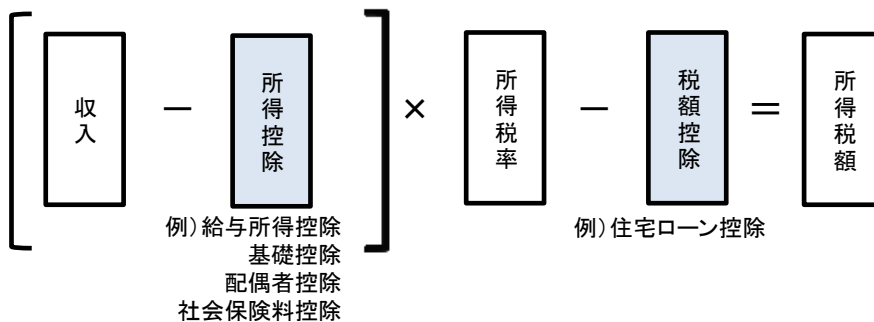 収入
－
所得控除
×
所得税率
－
税額控除
＝
所得税額
例）給与所得控除
基礎控除
配偶者控除
社会保険料控除
例）住宅ローン控除